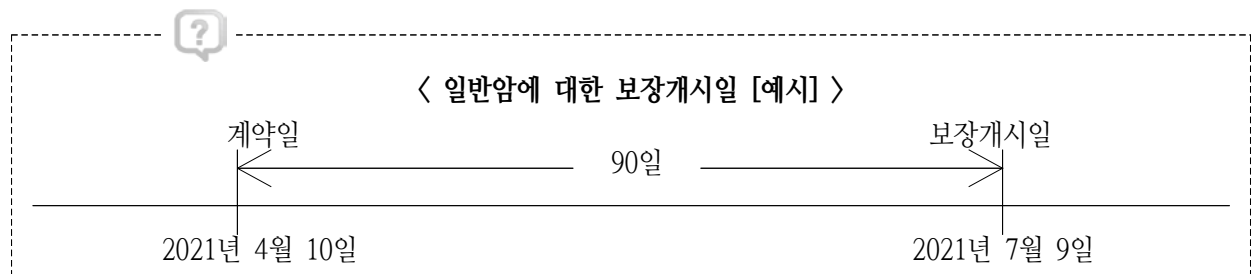 ?
〈 일반암에 대한 보장개시일 [예시] 〉
계약일 보장개시일
90일
2021년 4월 10일 2021년 7월 9일